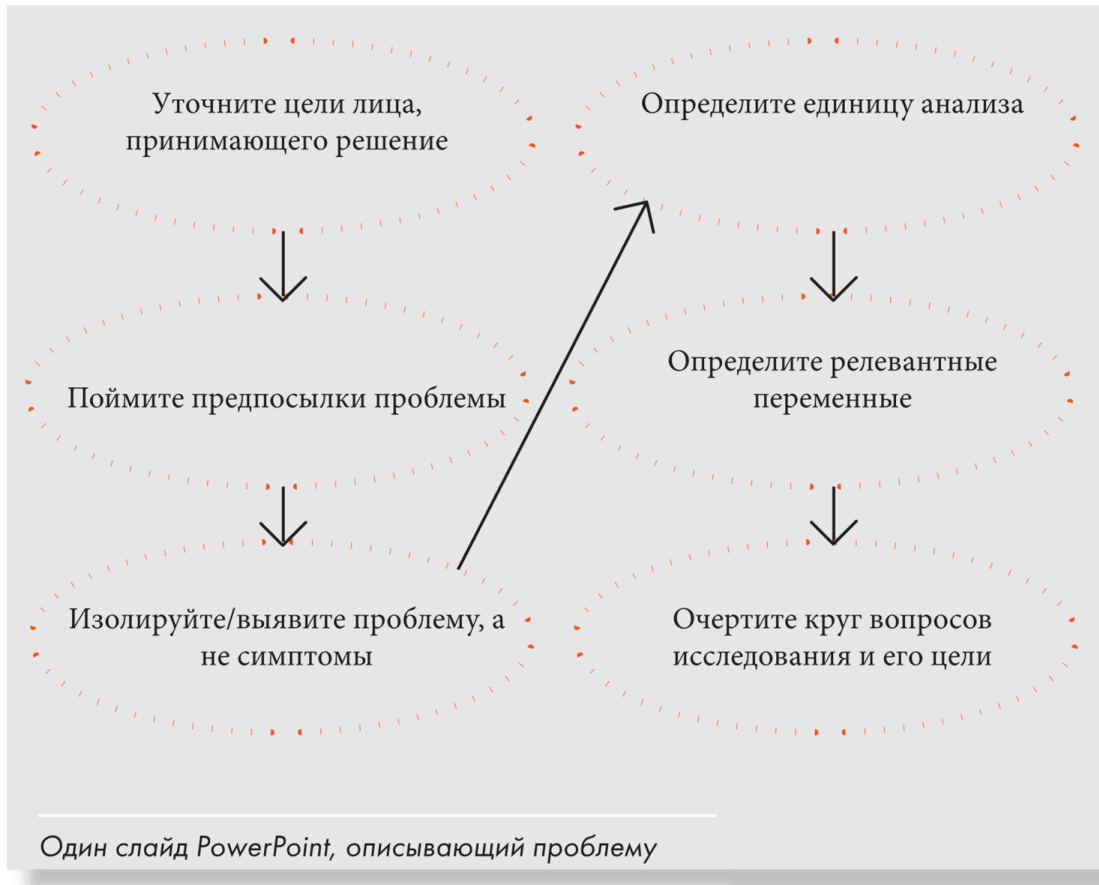 Уточните цели лица,
принимающего решение
Поймите предпосылки проблемы
Изолируйте/выявите проблему, а
не симптомы
Определите единицу анализа
Определите релевантные
переменные
Очертите круг вопросов
исследования и его цели
Один слайд PowerPoint, описывающий проблему